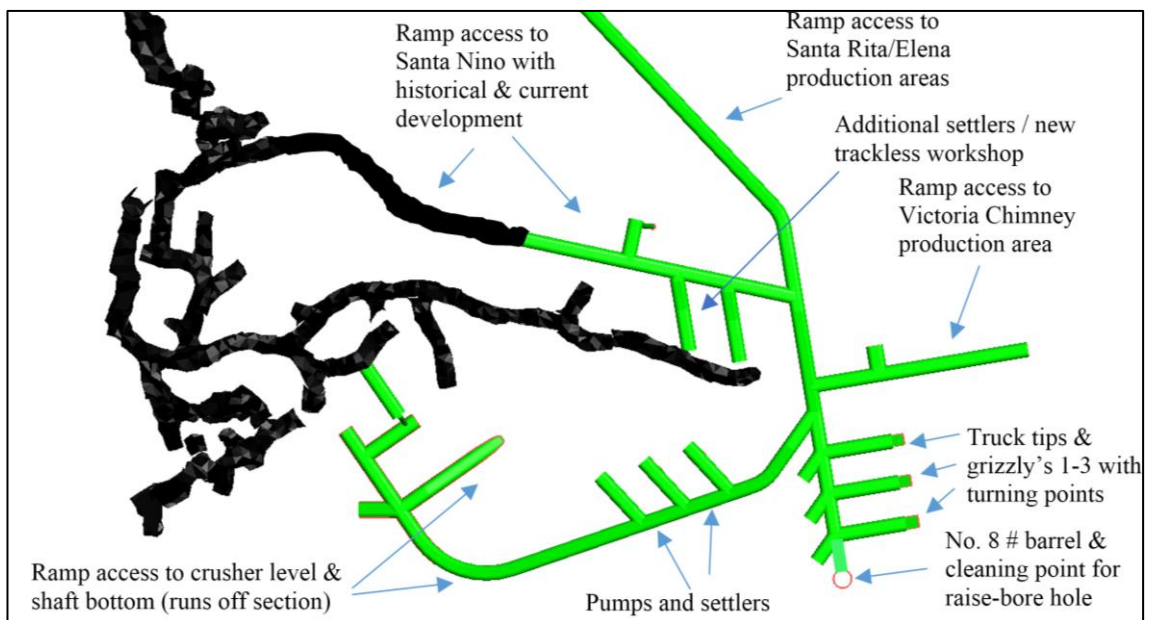 Ramp access to
Santa Nino with
historical & current
development
Ramp access to
Santa Rita/Elena
production areas
Additional settlers / new
trackless workshop
Ramp access to
Victoria Chimney
production area
Truck tips &
grizzly’s 1-3 with
turning points
No. 8 # barrel &
cleaning point for
raise-bore hole
Ramp access to crusher level &
shaft bottom (runs off section)
Pumps and settlers